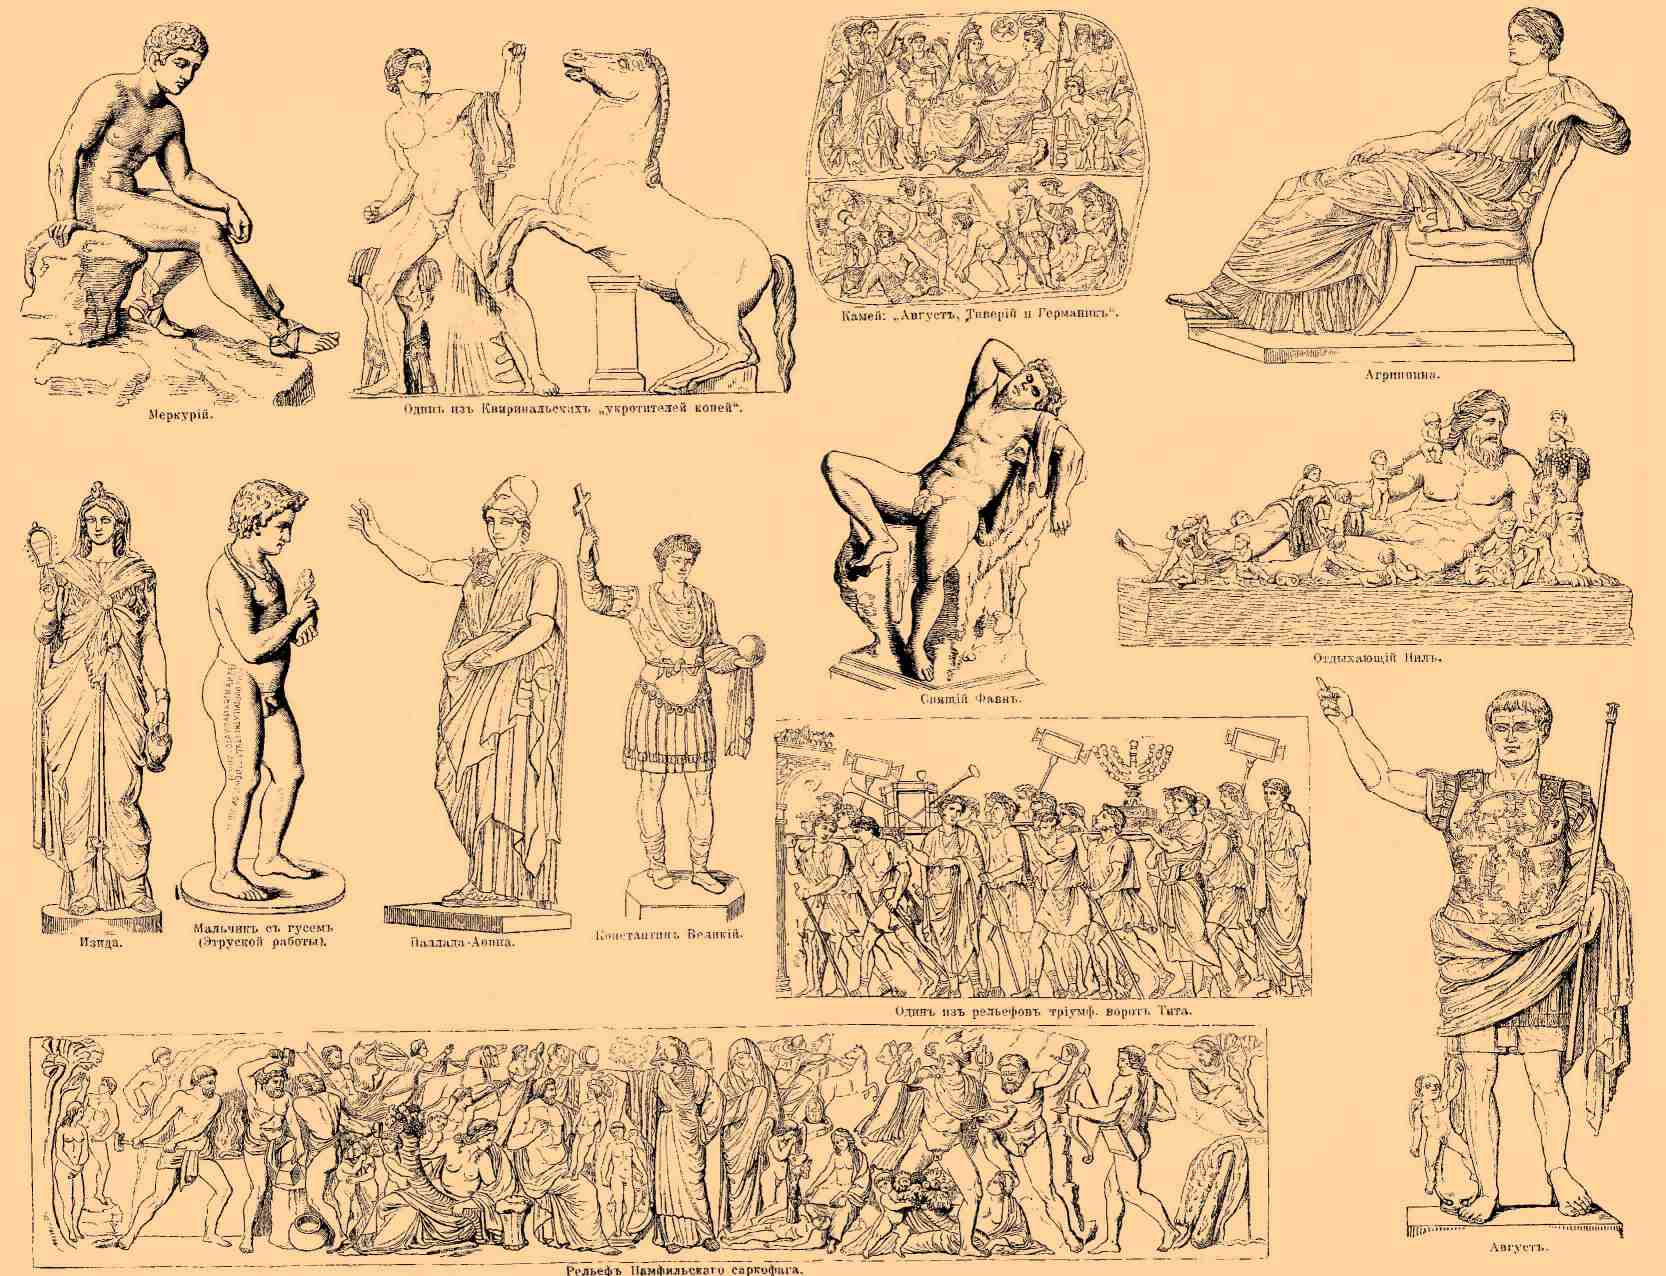 Меркурій.
Одинъ изъ Квиринальскихъ „укротителей коней“.
Камей: „Августъ, Тиверій и Германикъ“.
Агриппина.
Спящій Фавнъ.
Отдыхающій Нилъ.
Изида.
Мальчикъ съ гусемъ
(Этруской работы).
Паллада-Аѳина.
Константинъ Великій.
Одинъ изъ рельефовъ тріумф. воротъ Тита.
Рельефъ Памфильскаго саркофага.
Августъ.